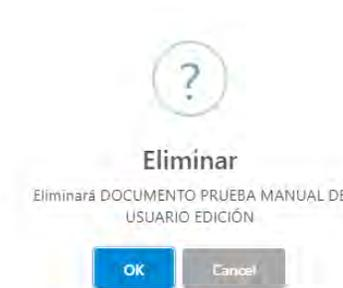 ?
Eliminar
Eliminará DOCUMENTO PRUEBA MANUAL DE
USUARIO EDICIÓN
OK Cancel